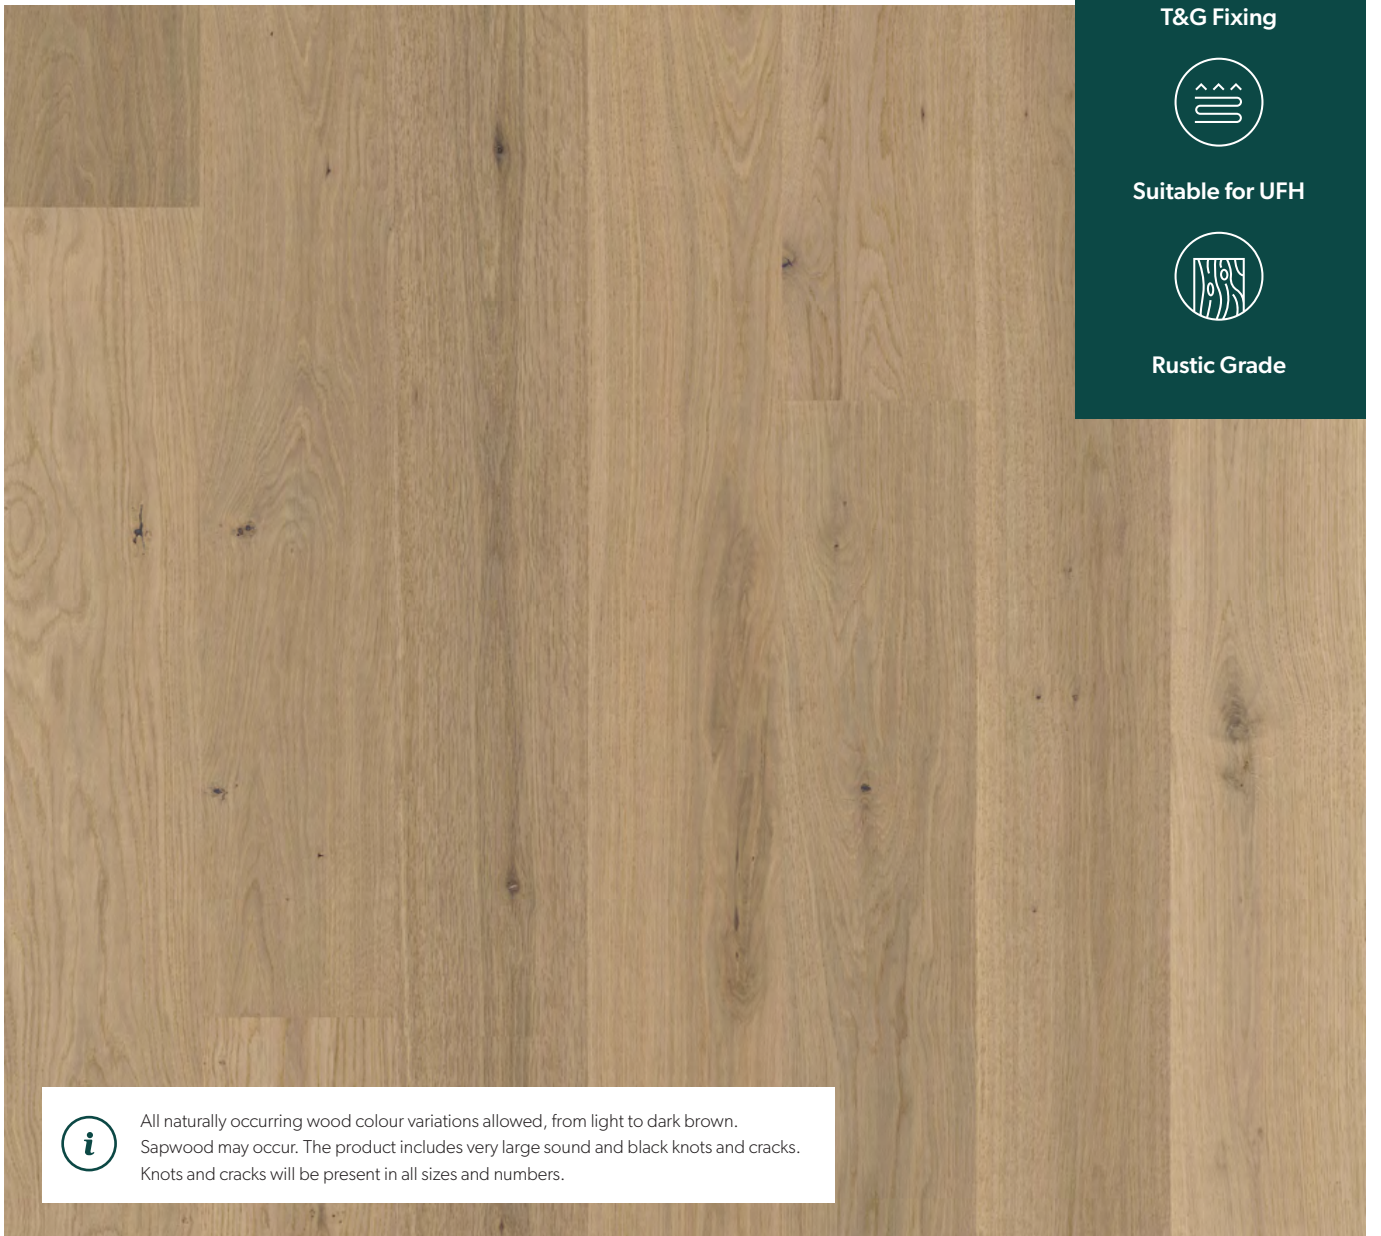 T&G Fixing
Suitable for UFH
Rustic Grade
All naturally occurring wood colour variations allowed, from light to dark brown.
Sapwood may occur. The product includes very large sound and black knots and cracks.
Knots and cracks will be present in all sizes and numbers.